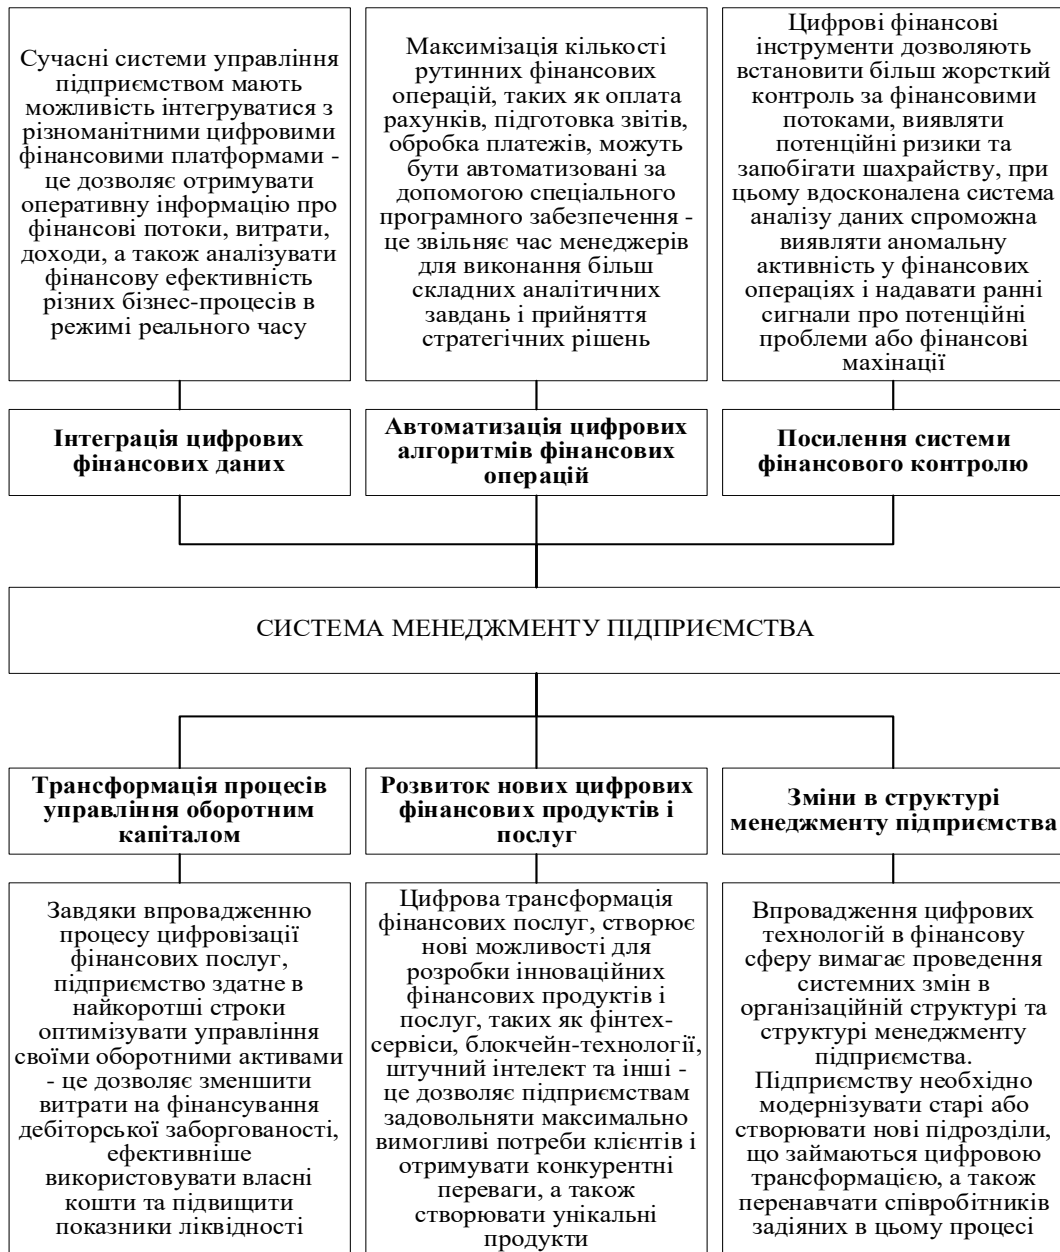 Сучасні системи управління
підприємством мають
можливість інтегруватися з
різноманітними цифровими
фінансовими платформами -
це дозволяє отримувати
оперативну інформацію про
фінансові потоки, витрати,
доходи, а також аналізувати
фінансову ефективність
різних бізнес-процесів в
режимі реального часу
Максимізація кількості
рутинних фінансових
операцій, таких як оплата
рахунків, підготовка звітів,
обробка платежів, можуть
бути автоматизовані за
допомогою спеціального
програмного забезпечення -
це звільняє час менеджерів
для виконання більш
складних аналітичних
завдань і прийняття
стратегічних рішень
Цифрові фінансові
інструменти дозволяють
встановити більш жорсткий
контроль за фінансовими
потоками, виявляти
потенційні ризики та
запобігати шахрайству, при
цьому вдосконалена система
аналізу даних спроможна
виявляти аномальну
активність у фінансових
операціях і надавати ранні
сигнали про потенційні
проблеми або фінансові
махінації
Інтеграція цифрових
фінансових даних
Автоматизація цифрових
алгоритмів фінансових
операцій
Посилення системи
фінансового контролю
СИСТЕМА МЕНЕДЖМЕНТУ ПІДПРИЄМСТВА
Трансформація процесів
управління оборотним
капіталом
Розвиток нових цифрових
фінансових продуктів і
послуг
Зміни в структурі
менеджменту підприємства
Завдяки впровадженню
процесу цифровізації
фінансових послуг,
підприємство здатне в
найкоротші строки
оптимізувати управління
своїми оборотними активами
- це дозволяє зменшити
витрати на фінансування
дебіторської заборгованості,
ефективніше
використовувати власні
кошти та підвищити
показники ліквідності
Цифрова трансформація
фінансових послуг, створює
нові можливості для
розробки інноваційних
фінансових продуктів і
послуг, таких як фінтех-
сервіси, блокчейн-технології,
штучний інтелект та інші -
це дозволяє підприємствам
задовольняти максимально
вимогливі потреби клієнтів і
отримувати конкурентні
переваги, а також
створювати унікальні
продукти
Впровадження цифрових
технологій в фінансову
сферу вимагає проведення
системних змін в
організаційній структурі та
структурі менеджменту
підприємства.
Підприємству необхідно
модернізувати старі або
створювати нові підрозділи,
що займаються цифровою
трансформацією, а також
перенавчати співробітників
задіяних в цьому процесі